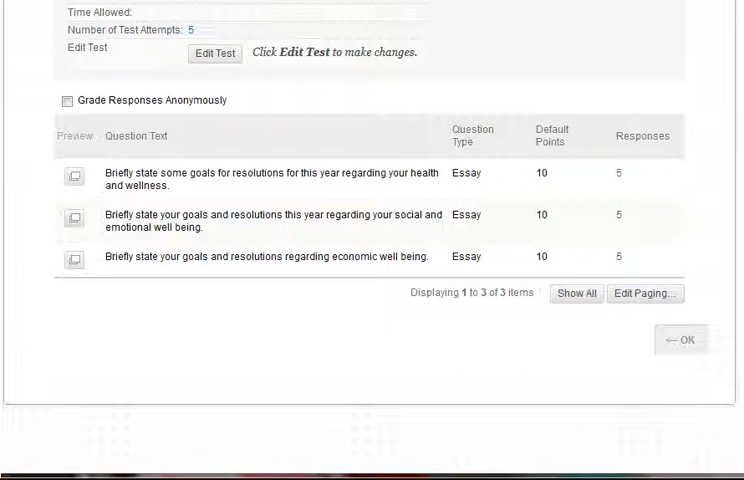 Time Allowed:
Number of Test Attempts: 5
Edit Test Edit Test Click Edit Test to make changes.
Grade Responses Anonymously
Preview: Question Text Question Type Default Points Responses
Briefly state some goals for resolutions for this year regarding your health Essay 10 5
and wellness.
Briefly state your goals and resolutions this year regarding your social and Essay 10 5
emotional well being.
Briefly state your goals and resolutions regarding economic well being. Essay 10 5
Displaying 1 to 3 of 3 items Show All Edit Paging...
← OK